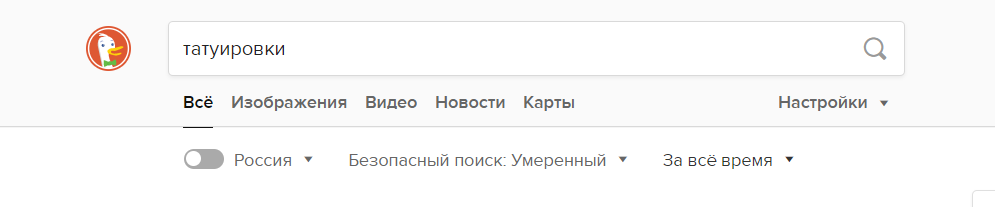 татуировки
Всё Изображения Видео Новости Карты Настройки
Россия Безопасный поиск: Умеренный За всё время